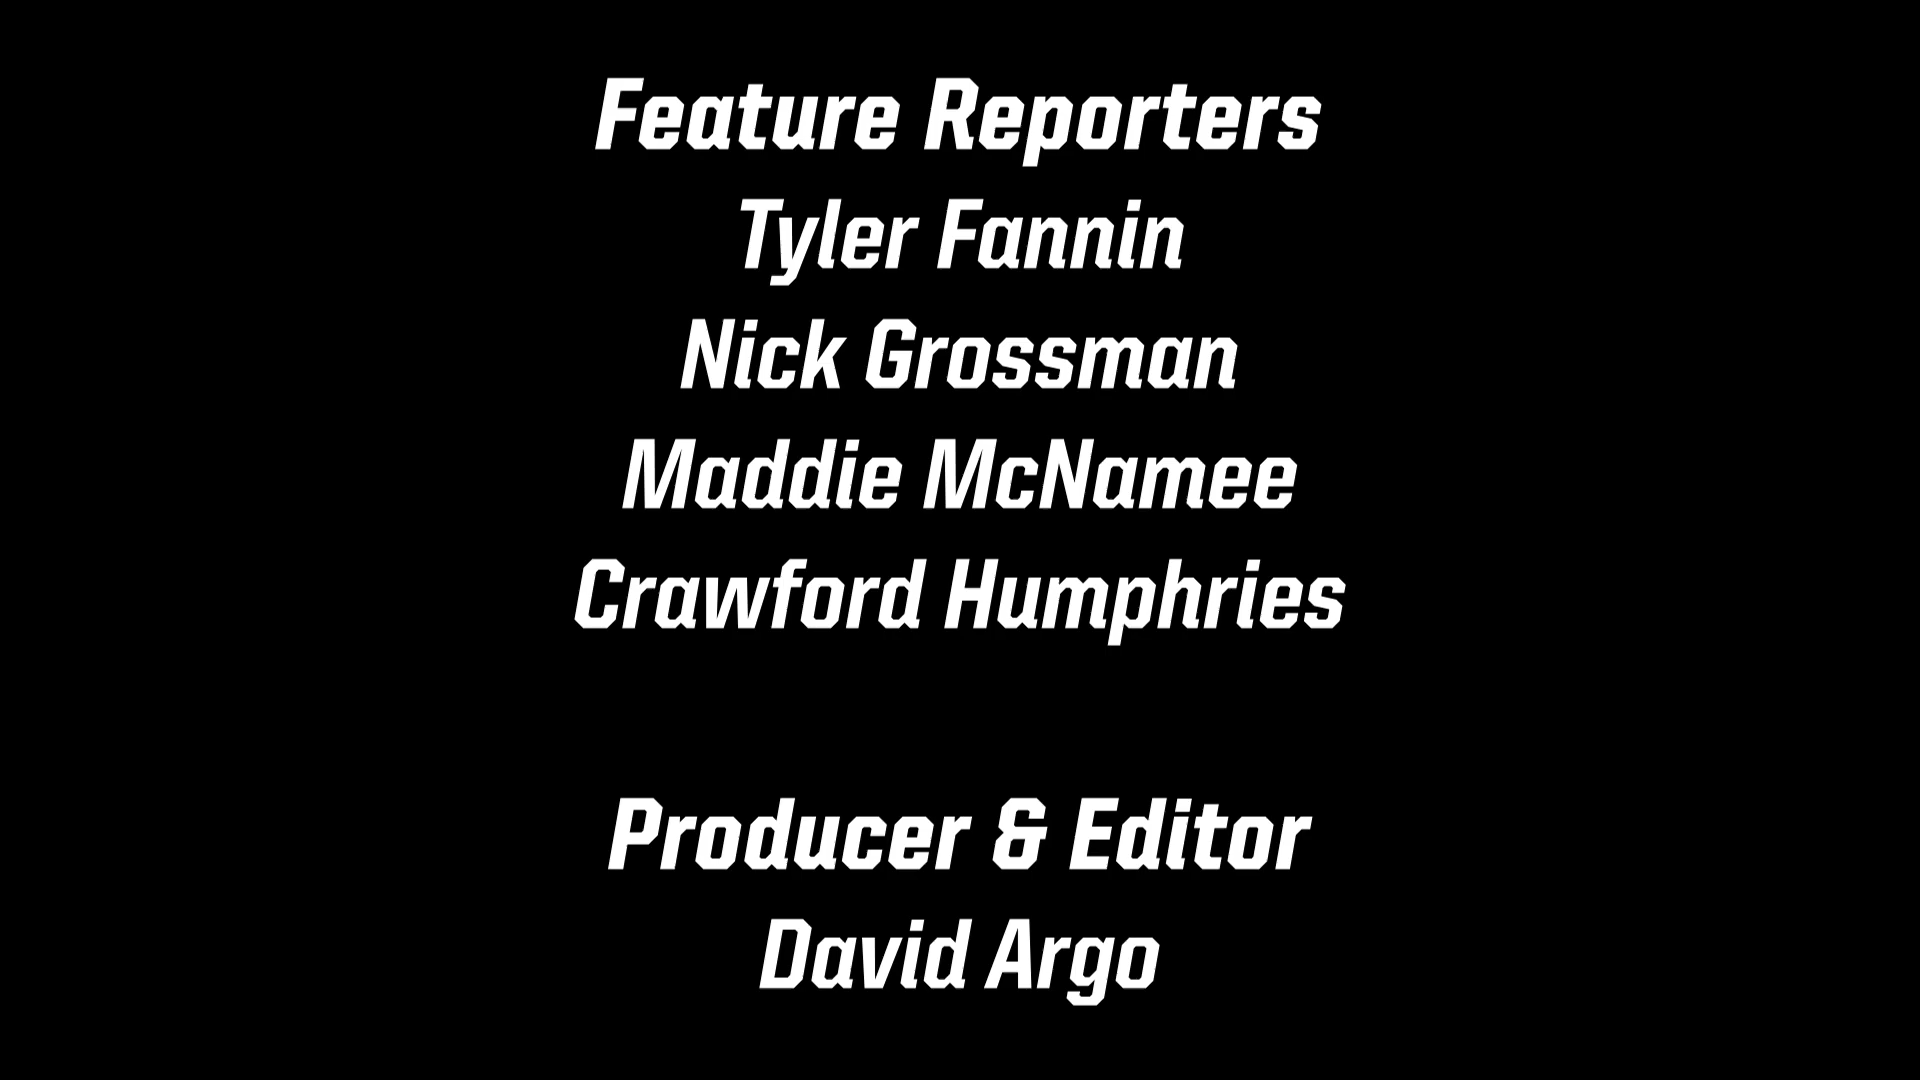 Feature Reporters
Tyler Fannin
Nick Grossman
Maddie McNamee
Crawford Humphries
Producer & Editor
David Argo